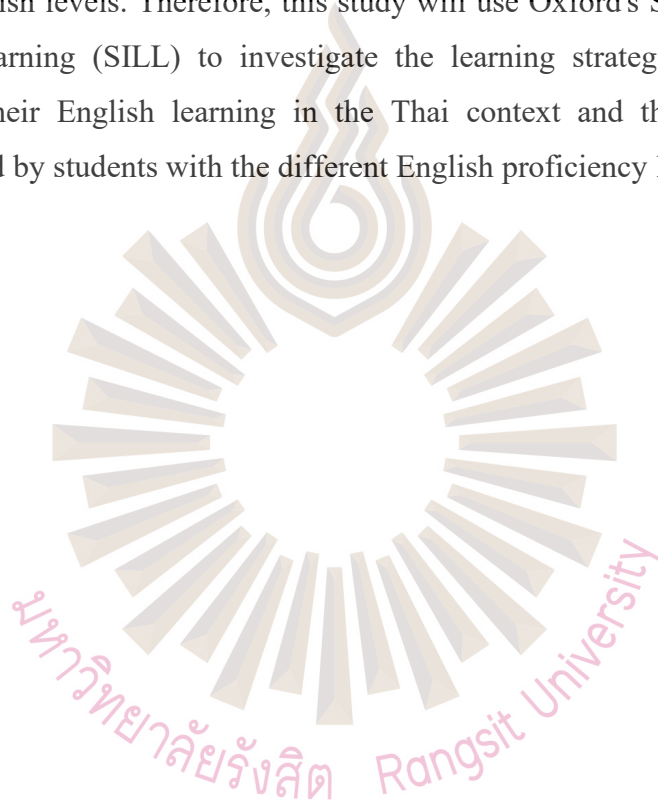 ish levels. Therefore, this study will use Oxford's S
arning (SILL) to investigate the learning strateg
heir English learning in the Thai context and th
d by students with the different English proficiency
มหาวิทยาลัยรังสิต Rangsit University